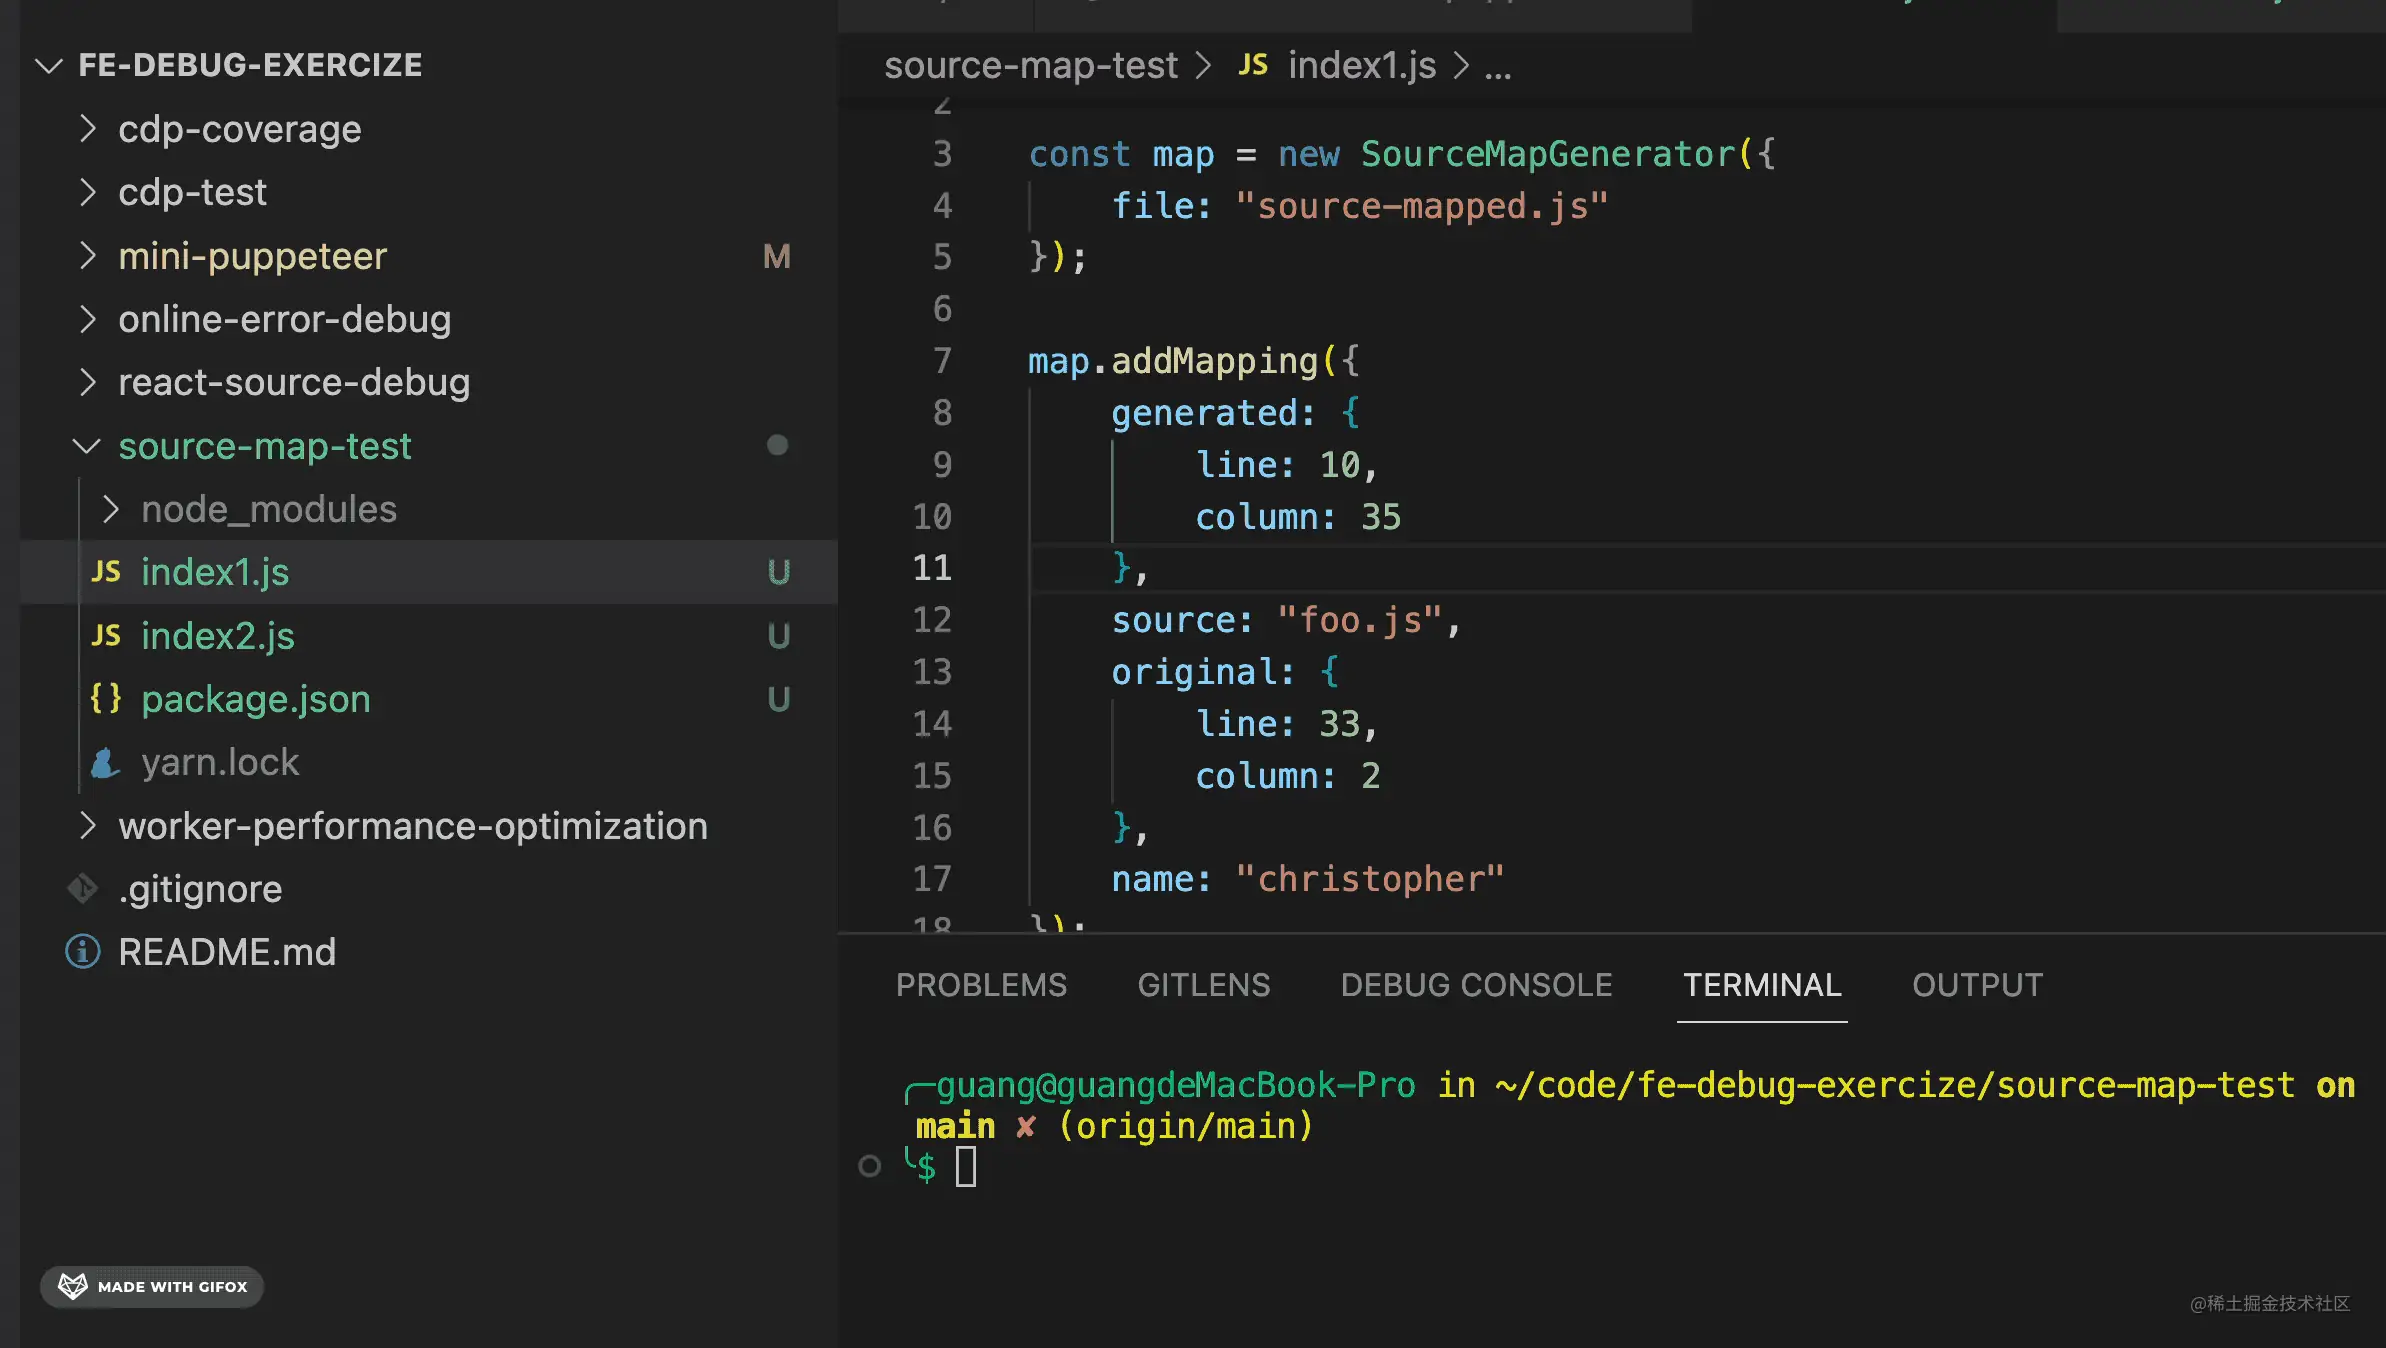 FE-DEBUG-EXERCIZE
cdp-coverage
cdp-test
mini-puppeteer M
online-error-debug
react-source-debug
source-map-test
node_modules
JS index1.js U
JS index2.js U
{} package.json U
yarn.lock
worker-performance-optimization
.gitignore
README.md
MADE WITH GIFOX
source-map-test > JS index1.js > ...
2
3 const map = new SourceMapGenerator({
4 file: "source-mapped.js"
5 });
6
7 map.addMapping({
8 generated: {
9 line: 10,
10 column: 35
11 },
12 source: "foo.js",
13 original: {
14 line: 33,
15 column: 2
16 },
17 name: "christopher"
18 });
PROBLEMS GITLENS DEBUG CONSOLE TERMINAL OUTPUT
╭─guang@guangdeMacBook-Pro in ~/code/fe-debug-exercize/source-map-test on
main ✘ (origin/main)
╰$
@稀土掘金技术社区